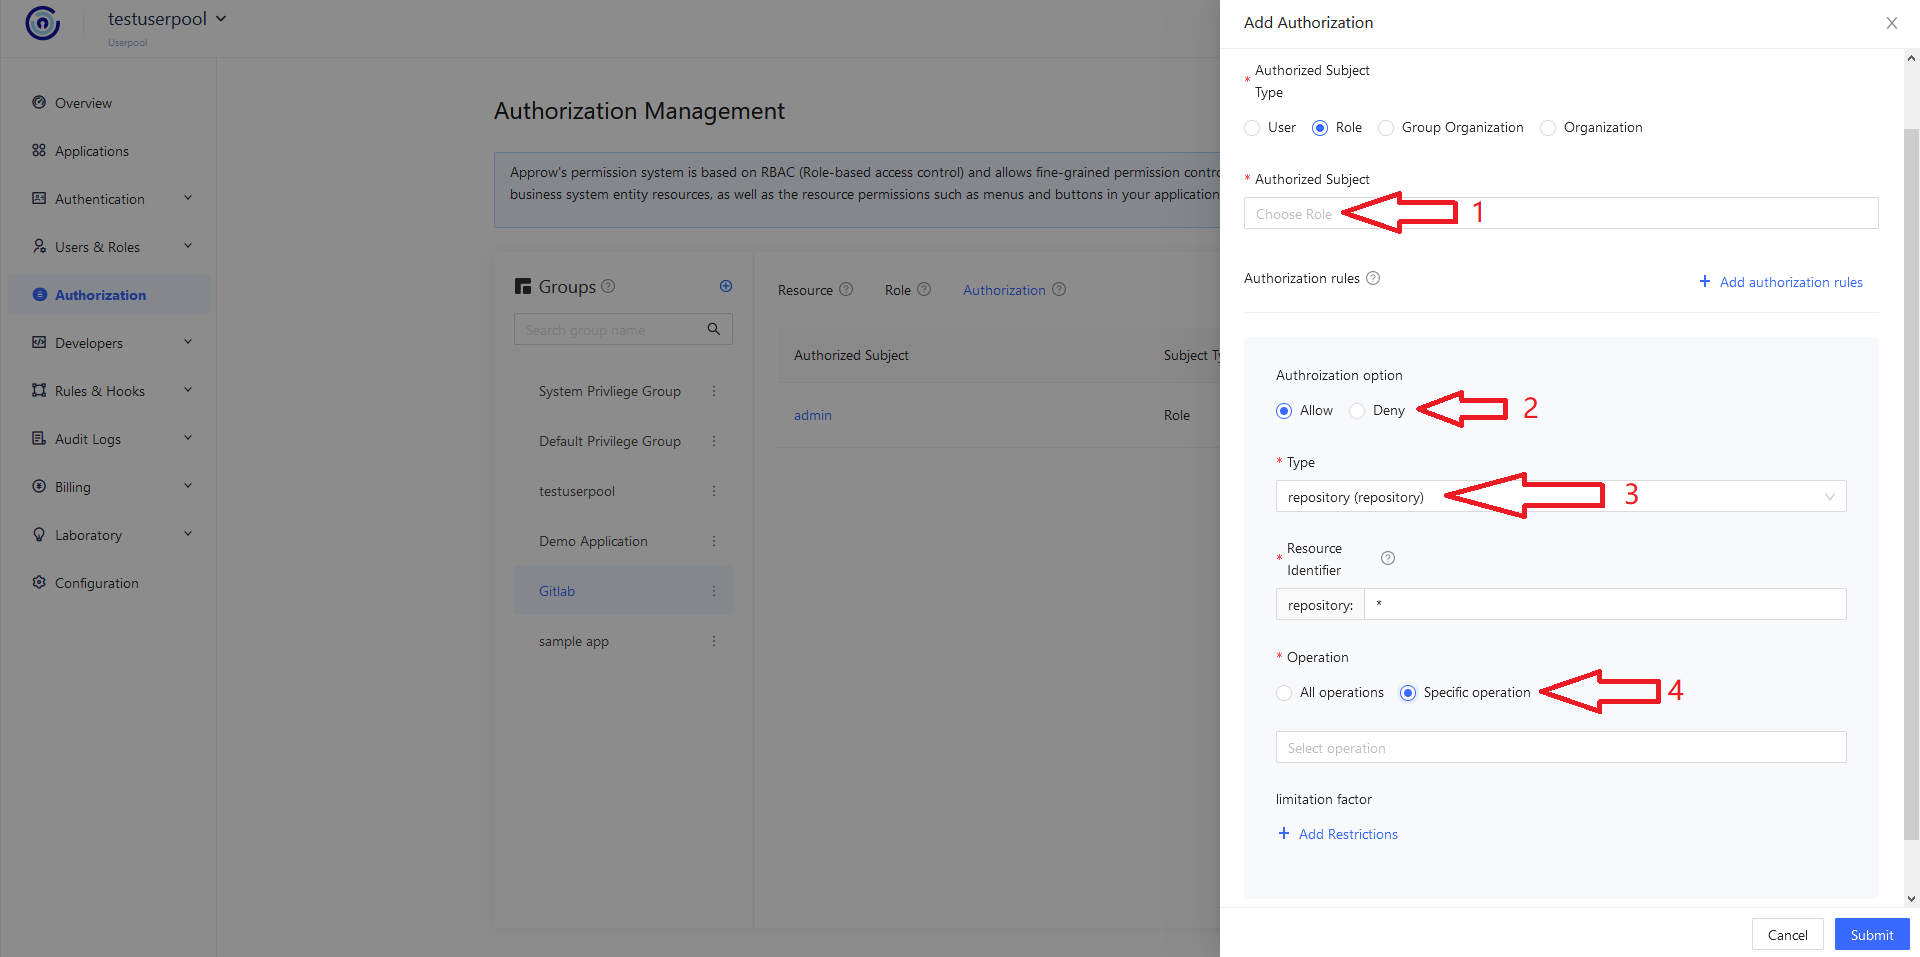 testuserpool
Userpool
Overview
Applications
Authentication
Users & Roles
Authorization
Developers
Rules & Hooks
Audit Logs
Billing
Laboratory
Configuration
Authorization Management
Approw's permission system is based on RBAC (Role-based access control) and allows fine-grained permission contro
business system entity resources, as well as the resource permissions such as menus and buttons in your application
Groups
Search group name
System Privliege Group
Default Privilege Group
testuserpool
Demo Application
Gitlab
sample app
Resource Role Authorization
Authorized Subject Subject Ty
admin Role
Add Authorization
* Authorized Subject
Type
User Role Group Organization Organization
* Authorized Subject
Choose Role 1
Authorization rules + Add authorization rules
Authroization option
Allow Deny 2
* Type
repository (repository) 3
* Resource
Identifier
repository: *
* Operation
All operations Specific operation 4
Select operation
limitation factor
+ Add Restrictions
Cancel Submit